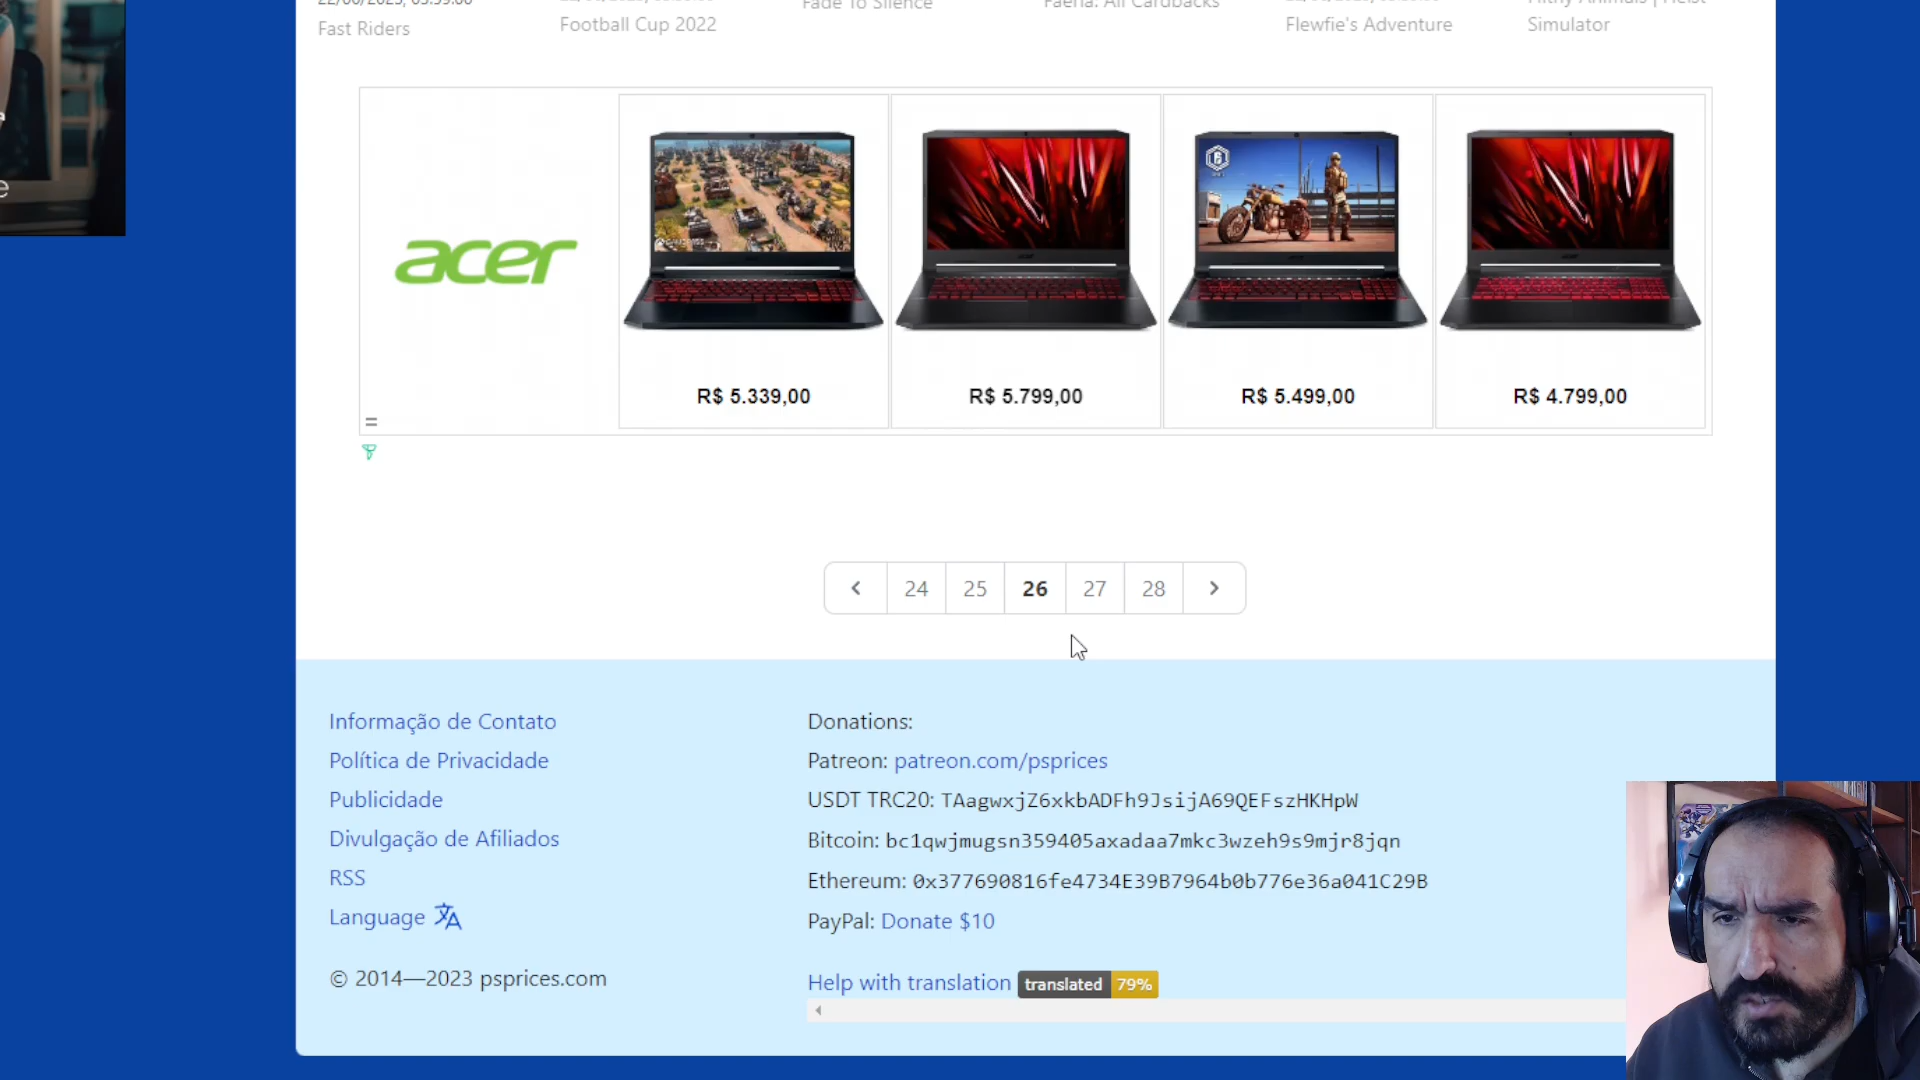 Fast Riders
Football Cup 2022
Fade To Silence
Faeria: All Cardbacks
Flewfie's Adventure
Simulator
acer
R$ 5.339,00
R$ 5.799,00
R$ 5.499,00
R$ 4.799,00
24 25 26 27 28
Informação de Contato
Política de Privacidade
Publicidade
Divulgação de Afiliados
RSS
Language
© 2014—2023 psprices.com
Donations:
Patreon: patreon.com/psprices
USDT TRC20: TAagwxjZ6xkbADFh9JsijA69QEFszHKHpW
Bitcoin: bc1qwjmugsn359405axadaa7mkc3wzeh9s9mjr8jqn
Ethereum: 0x377690816fe4734E39B7964b0b776e36a041C29B
PayPal: Donate $10
Help with translation translated 79%